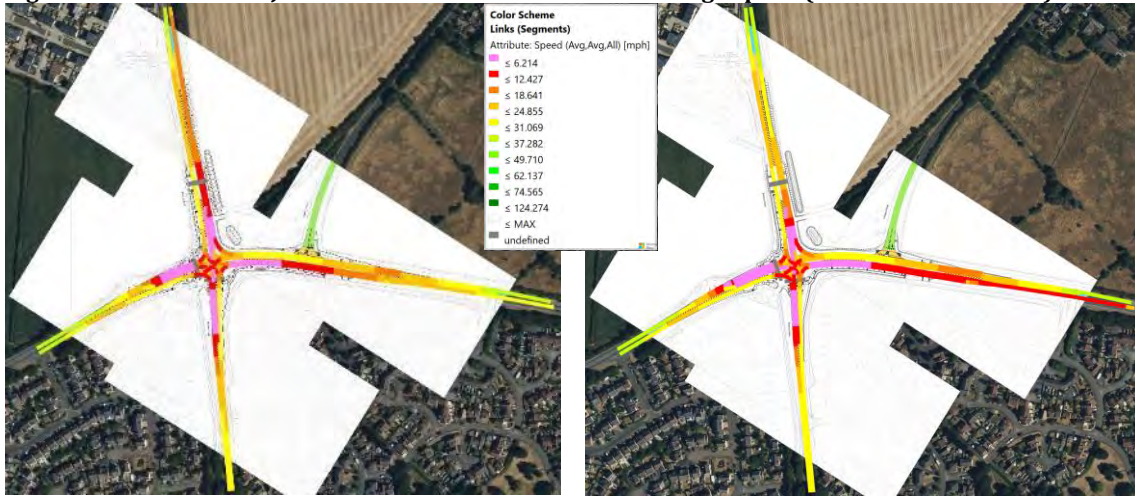 Color Scheme
Links (Segments)
Attribute: Speed (Avg,Avg,All) [mph]
≤ 6.214
≤ 12.427
≤ 18.641
≤ 24.855
≤ 31.069
≤ 37.282
≤ 49.710
≤ 62.137
≤ 74.565
≤ 124.274
≤ MAX
undefined